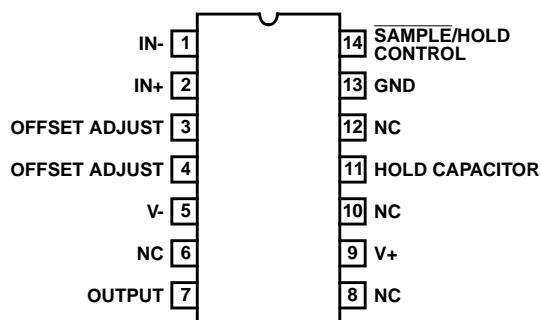 IN- 1
IN+ 2
OFFSET ADJUST 3
OFFSET ADJUST 4
V- 5
NC 6
OUTPUT 7
14 SAMPLE/HOLD
CONTROL
13 GND
12 NC
11 HOLD CAPACITOR
10 NC
9 V+
8 NC